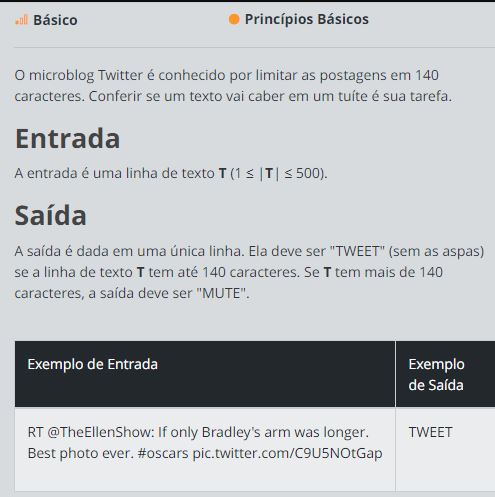 Básico
Princípios Básicos
O microblog Twitter é conhecido por limitar as postagens em 140
caracteres. Conferir se um texto vai caber em um tuíte é sua tarefa.
Entrada
A entrada é uma linha de texto T (1 ≤ |T| ≤ 500).
Saída
A saída é dada em uma única linha. Ela deve ser "TWEET" (sem as aspas)
se a linha de texto T tem até 140 caracteres. Se T tem mais de 140
caracteres, a saída deve ser "MUTE".
Exemplo de Entrada
Exemplo
de Saída
RT @TheEllenShow: If only Bradley's arm was longer.
Best photo ever. #oscars pic.twitter.com/C9U5NOtGap
TWEET